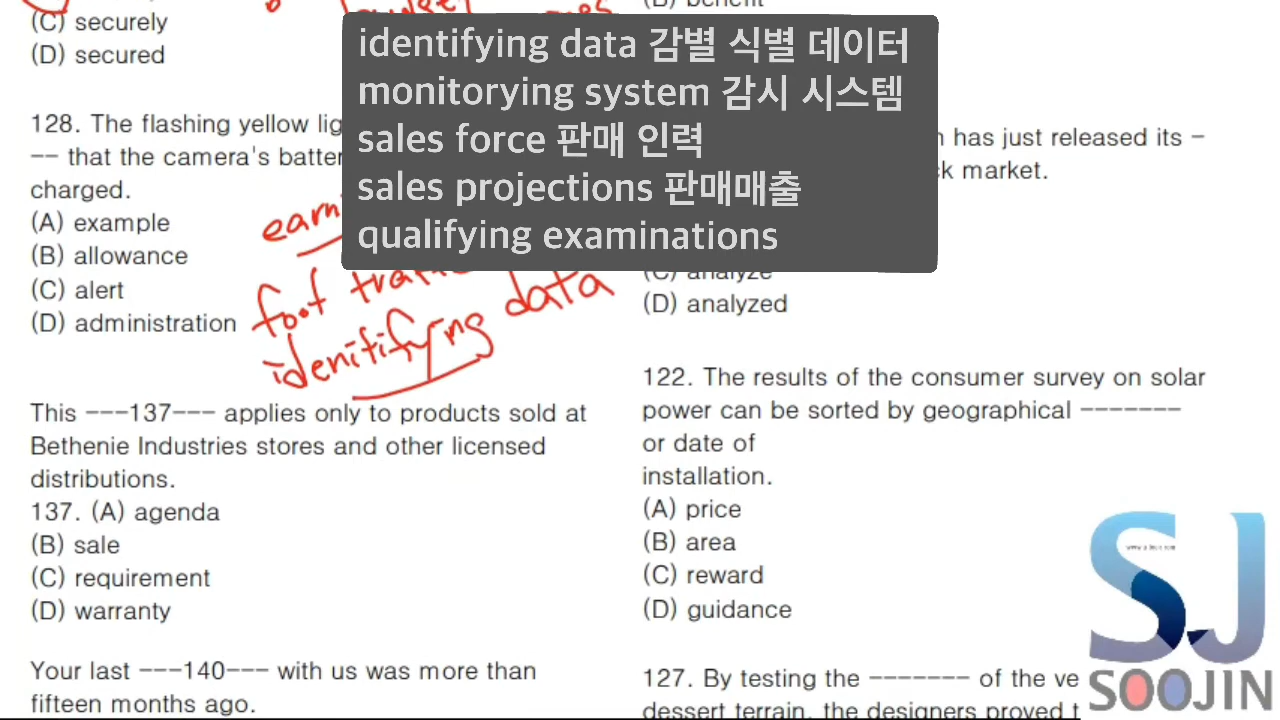 (C) securely
(D) secured
128. The flashing yellow
-- that the camera's
charged.
(A) example
(B) allowance
(C) alert
(D) administration
foot
identifying data
This ---137--- applies only to products sold at
Bethenie Industries stores and other licensed
distributions.
137. (A) agenda
(B) sale
(C) requirement
(D) warranty
Your last ---140--- with us was more than
fifteen months ago.
identifying data 감별 식별 데이터
monitorying system 감시 시스템
sales force 판매 인력
sales projections 판매매출
qualifying examinations
(B) benefit
has just released its -
market.
(C) analyze
(D) analyzed
122. The results of the consumer survey on solar
power can be sorted by geographical -------
or date of
installation.
(A) price
(B) area
(C) reward
(D) guidance
127. By testing the ------- of the
dessert terrain, the designers proved
SJ
SOOJIN